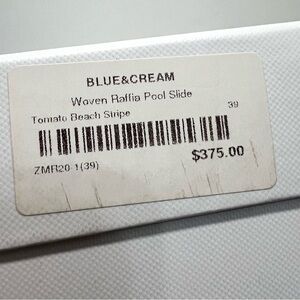 BLUE&CREAM
Woven Raffia Pool Slide
Tomato Beach Stripe 39
$375.00
ZMR20-1(39)